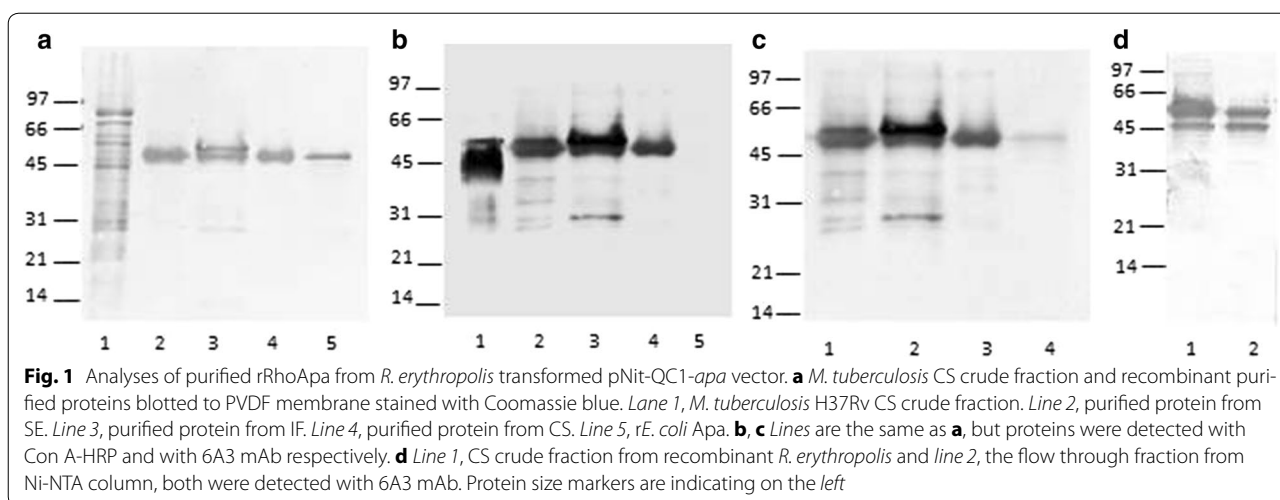 a
97
66
45
31
21
14
1 2 3 4 5
b
97
66
45
31
21
14
1 2 3 4 5
c
97
66
45
31
21
14
1 2 3 4
d
97
66
45
31
21
14
1 2
Fig. 1 Analyses of purified rRhoApa from R. erythropolis transformed pNit-QC1-apa vector. a M. tuberculosis CS crude fraction and recombinant puri-
fied proteins blotted to PVDF membrane stained with Coomassie blue. Lane 1, M. tuberculosis H37Rv CS crude fraction. Line 2, purified protein from
SE. Line 3, purified protein from IF. Line 4, purified protein from CS. Line 5, rE. coli Apa. b, c Lines are the same as a, but proteins were detected with
Con A-HRP and with 6A3 mAb respectively. d Line 1, CS crude fraction from recombinant R. erythropolis and line 2, the flow through fraction from
Ni-NTA column, both were detected with 6A3 mAb. Protein size markers are indicating on the left